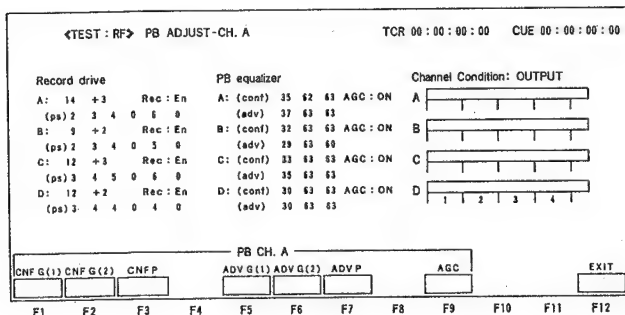 <TEST : RF> PB ADJUST-CH. A TCR 00 : 00 : 00 : 00 CUE 00 : 00 : 00 : 00
Record drive PB equalizer Channel Condition: OUTPUT
A: 14 +3 Rec : En A: (conf) 35 62 63 AGC : ON A
(ps) 2 3 4 0 6 0 (adv) 37 63 63
B: 9 +2 Rec : En B: (conf) 32 63 63 AGC : ON B
(ps) 2 3 4 0 5 0 (adv) 29 63 60
C: 12 +3 Rec : En C: (conf) 33 63 63 AGC : ON C
(ps) 3 4 5 0 6 0 (adv) 35 63 63
D: 12 +2 Rec : En D: (conf) 30 63 63 AGC : ON D
(ps) 3 4 4 0 4 0 (adv) 30 63 63 1 2 3 4
PB CH. A
CNF G(1) CNF G(2) CNF P ADV G(1) ADV G(2) ADV P AGC EXIT
F1 F2 F3 F4 F5 F6 F7 F8 F9 F10 F11 F12